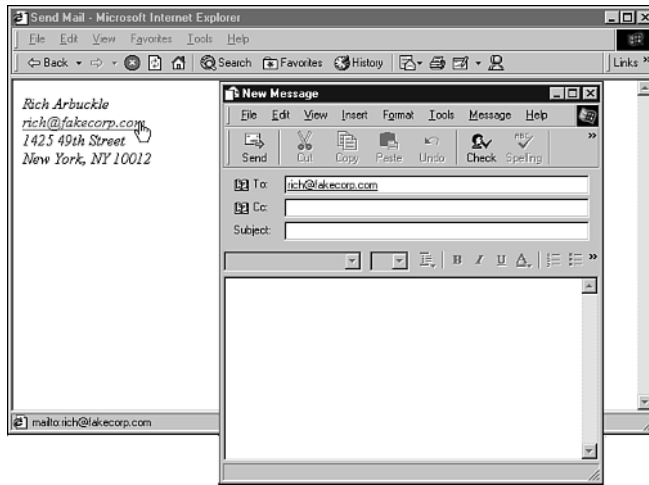 Send Mail - Microsoft Internet Explorer
File Edit View Favorites Tools Help
Back Search Favorites History Links »
Rich Arbuckle
rich@fakecorp.com
1425 49th Street
New York, NY 10012
mailto:rich@fakecorp.com
New Message
File Edit View Insert Format Tools Message Help
Send Cut Copy Paste Undo Check Spelling »
To: rich@fakecorp.com
Cc:
Subject:
B I U A »